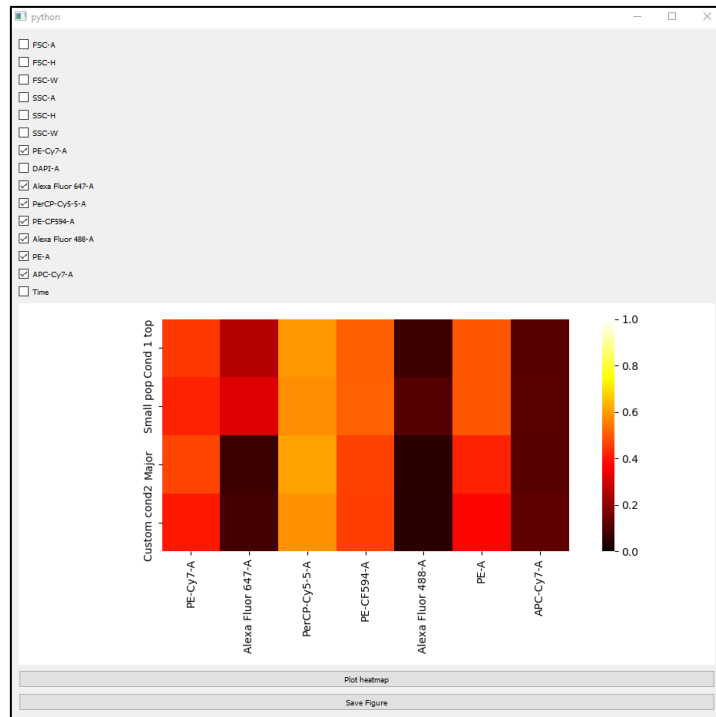 python
FSC-A
FSC-H
FSC-W
SSC-A
SSC-H
SSC-W
PE-Cy7-A
DAPI-A
Alexa Fluor 647-A
PerCP-Cy5-5-A
PE-CF594-A
Alexa Fluor 488-A
PE-A
APC-Cy7-A
Time
Cond 1 top
Small pop
Major
Custom cond2
1.0
0.8
0.6
0.4
0.2
0.0
PE-Cy7-A
Alexa Fluor 647-A
PerCP-Cy5-5-A
PE-CF594-A
Alexa Fluor 488-A
PE-A
APC-Cy7-A
Plot heatmap
Save Figure